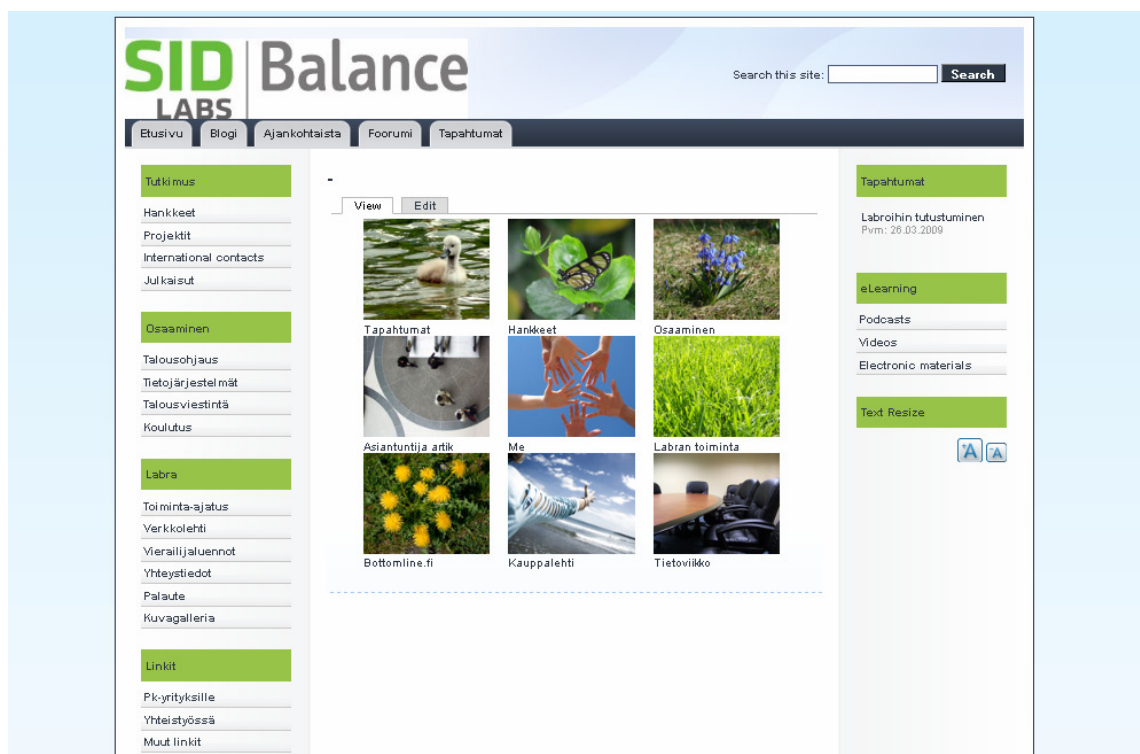 SID
LABS
Balance
Search this site:
Search
Etusivu
Blogi
Ajankohtaista
Foorumi
Tapahtumat
Tutkimus
Hankkeet
Projektit
International contacts
Julkaisut
Osaaminen
Talousohjaus
Tietojärjestelmät
Talousviestintä
Koulutus
Labra
Toiminta-ajatus
Verkkolehti
Vierailijaluennot
Yhteystiedot
Palaute
Kuvagalleria
Linkit
Pk-yrityksille
Yhteistyössä
Muut linkit
-
View
Edit
Tapahtumat
Hankkeet
Osaaminen
Asiantuntija artik
Me
Labran toiminta
Bottomline.fi
Kauppalehti
Tietoviikko
Tapahtumat
Labroihin tutustuminen
Pvm: 26.03.2009
eLearning
Podcasts
Videos
Electronic materials
Text Resize
+A
-A